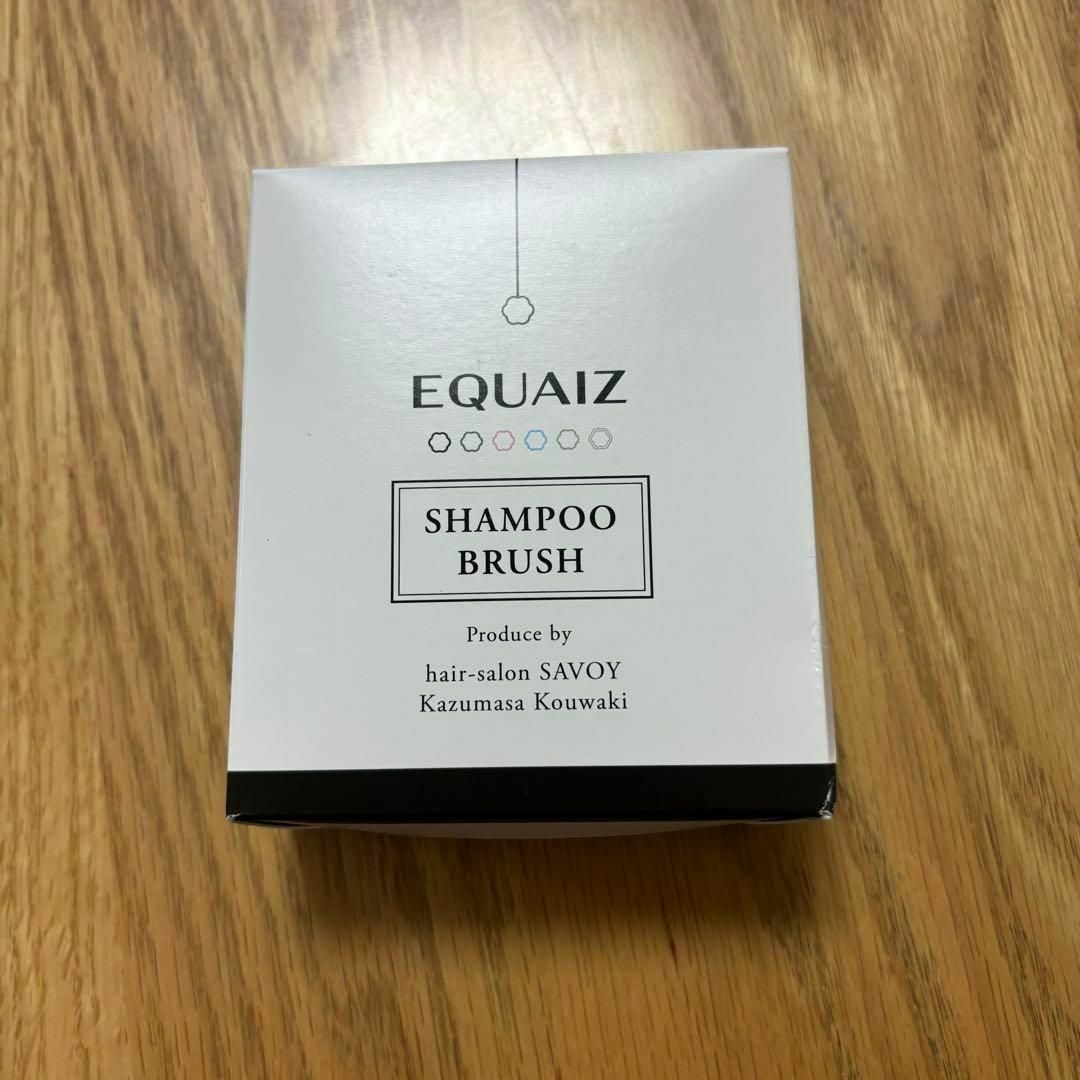 EQUAIZ
SHAMPOO
BRUSH
Produce by
hair-salon SAVOY
Kazumasa Kouwaki